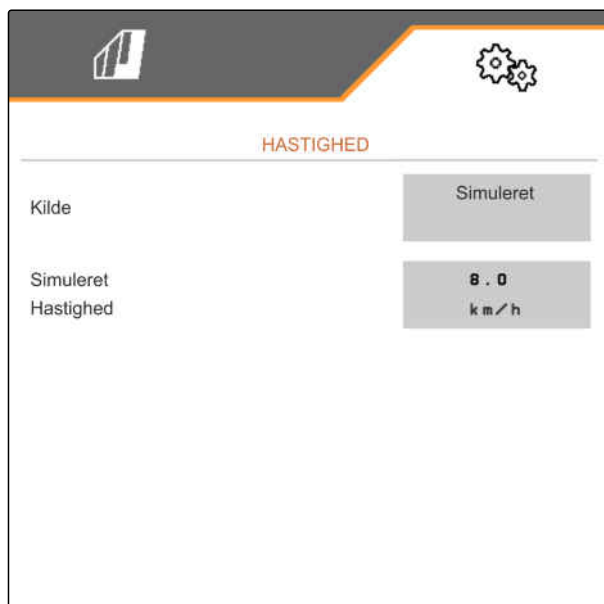 HASTIGHED
Kilde
Simuleret
Simuleret
Hastighed
8.0
km/h